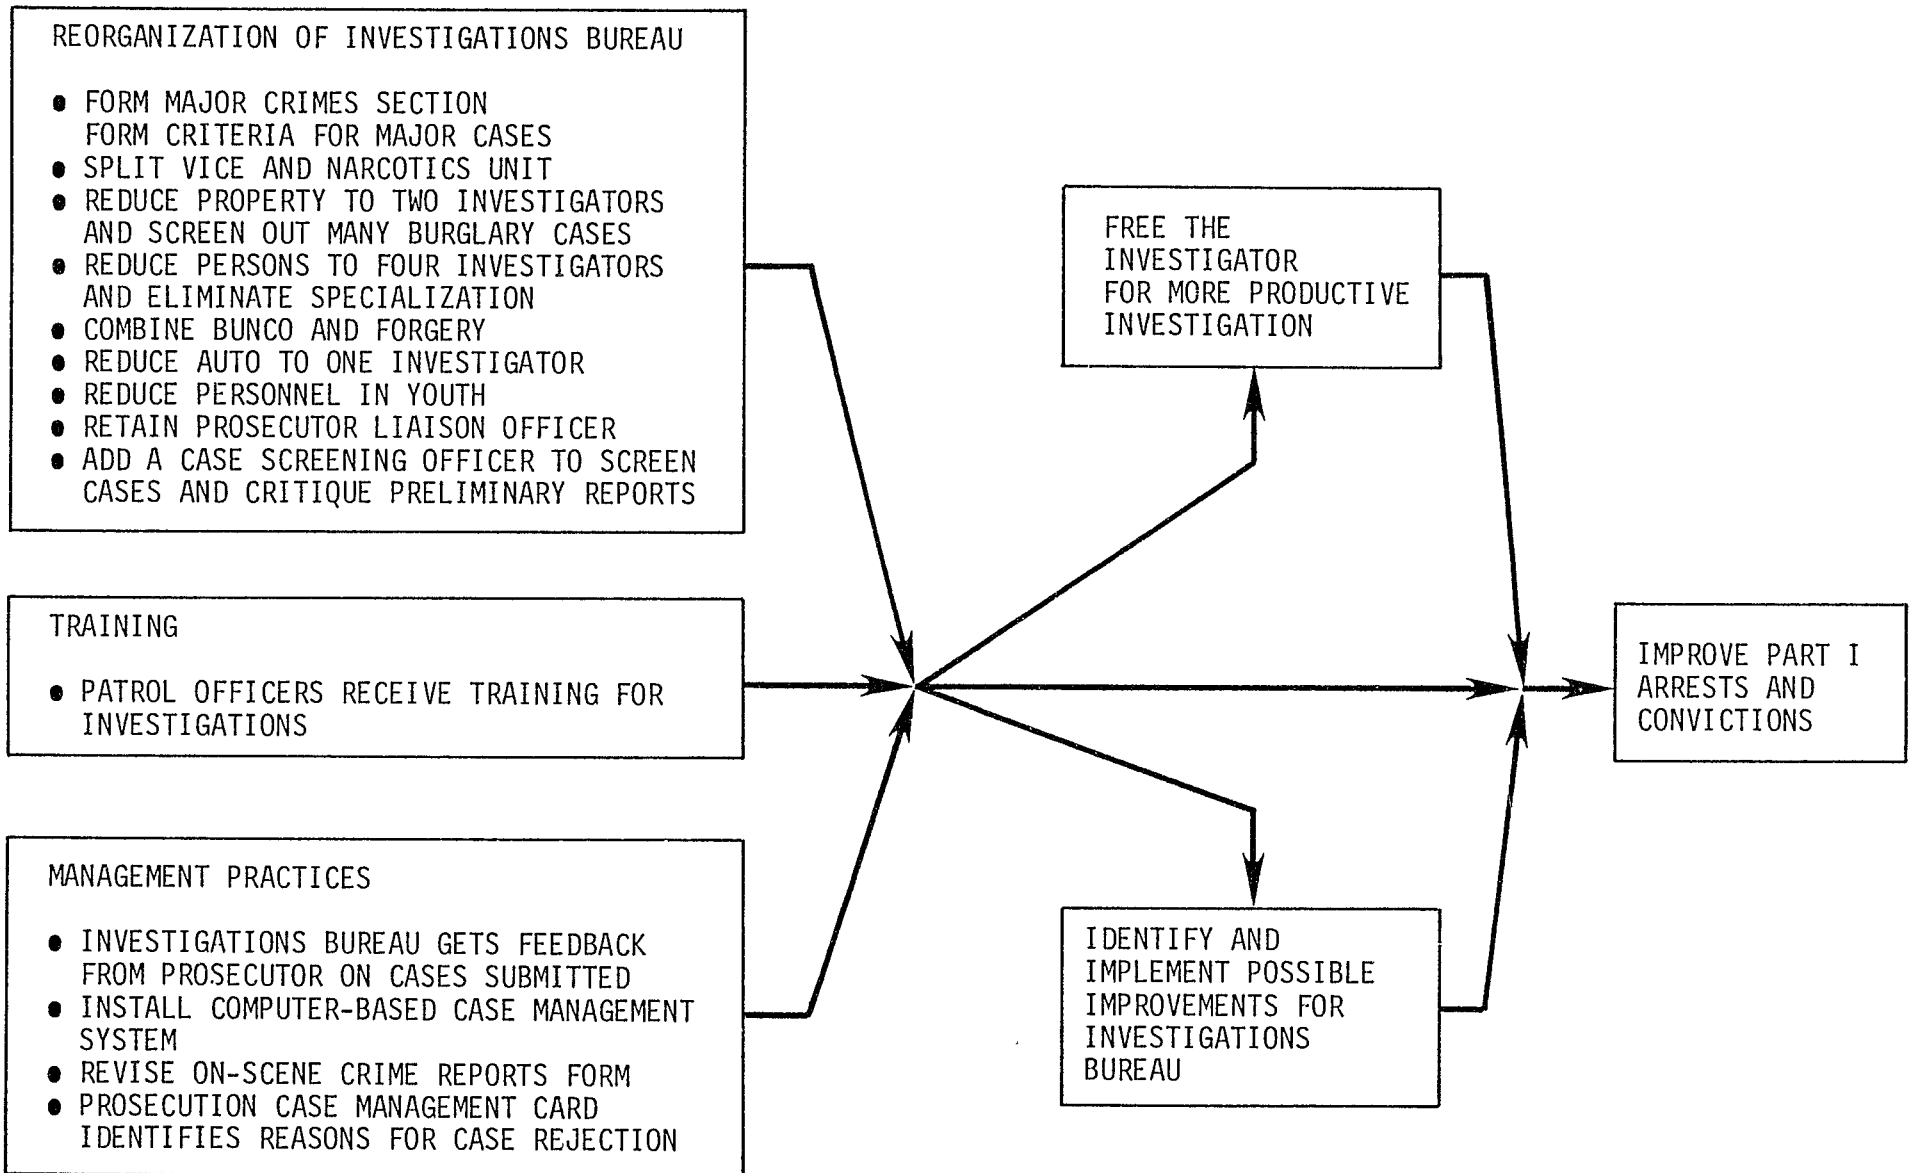 REORGANIZATION OF INVESTIGATIONS BUREAU
● FORM MAJOR CRIMES SECTION
FORM CRITERIA FOR MAJOR CASES
● SPLIT VICE AND NARCOTICS UNIT
● REDUCE PROPERTY TO TWO INVESTIGATORS
AND SCREEN OUT MANY BURGLARY CASES
● REDUCE PERSONS TO FOUR INVESTIGATORS
AND ELIMINATE SPECIALIZATION
● COMBINE BUNCO AND FORGERY
● REDUCE AUTO TO ONE INVESTIGATOR
● REDUCE PERSONNEL IN YOUTH
● RETAIN PROSECUTOR LIAISON OFFICER
● ADD A CASE SCREENING OFFICER TO SCREEN
CASES AND CRITIQUE PRELIMINARY REPORTS
TRAINING
● PATROL OFFICERS RECEIVE TRAINING FOR
INVESTIGATIONS
MANAGEMENT PRACTICES
● INVESTIGATIONS BUREAU GETS FEEDBACK
FROM PROSECUTOR ON CASES SUBMITTED
● INSTALL COMPUTER-BASED CASE MANAGEMENT
SYSTEM
● REVISE ON-SCENE CRIME REPORTS FORM
● PROSECUTION CASE MANAGEMENT CARD
IDENTIFIES REASONS FOR CASE REJECTION
FREE THE
INVESTIGATOR
FOR MORE PRODUCTIVE
INVESTIGATION
IDENTIFY AND
IMPLEMENT POSSIBLE
IMPROVEMENTS FOR
INVESTIGATIONS
BUREAU
IMPROVE PART I
ARRESTS AND
CONVICTIONS